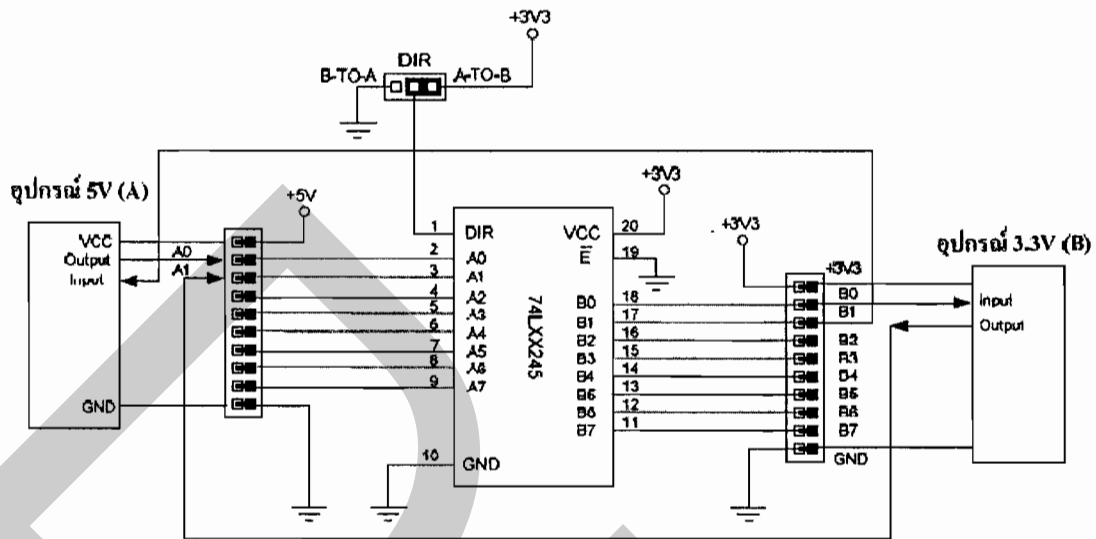 +3V3
DIR
B-TO-A
A-TO-B
อุปกรณ์ 5V (A)
+5V
+3V3
+3V3
อุปกรณ์ 3.3V (B)
VCC
Output
Input
GND
A0
A1
1
2
3
4
5
6
7
8
9
10
DIR
A0
A1
A2
A3
A4
A5
A6
A7
GND
74LXX245
VCC
E
B0
B1
B2
B3
B4
B5
B6
B7
20
19
18
17
16
15
14
13
12
11
+3V3
B0
B1
B2
B3
B4
B5
B6
B7
GND
Input
Output